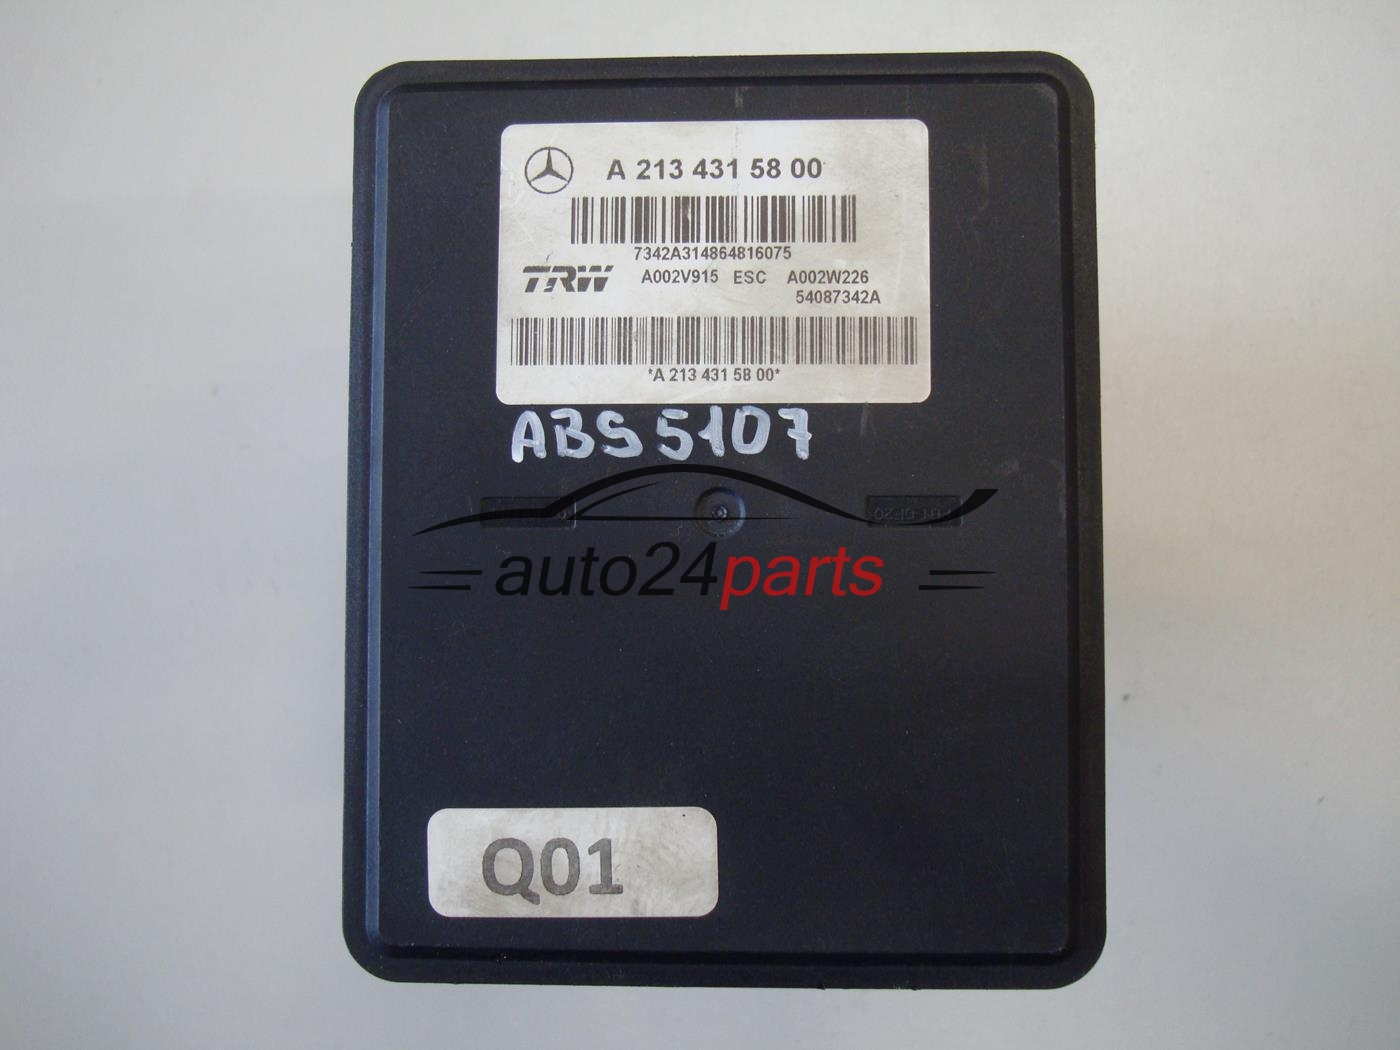 A 213 431 58 00
7342A314864816075
TRW A002V915 ESC A002W226
54087342A
*A 213 431 58 00*
ABS 5107
auto24parts
Q01